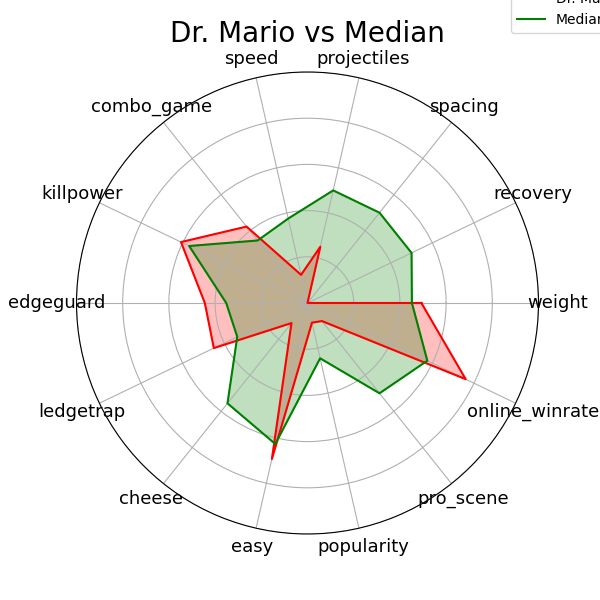 Median
Dr. Mario vs Median
speed
projectiles
combo_game
spacing
killpower
recovery
edgeguard
weight
ledgetrap
online_winrate
cheese
pro_scene
easy
popularity